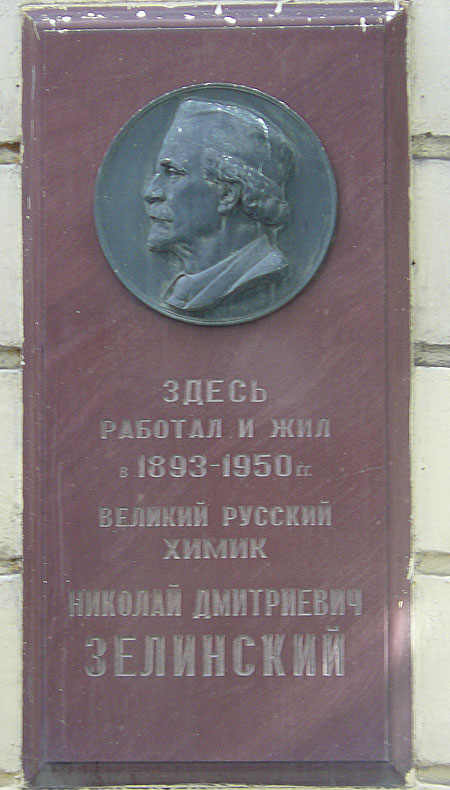 ЗДЕСЬ
РАБОТАЛ И ЖИЛ
в 1893-1950 гг.
ВЕЛИКИЙ РУССКИЙ
ХИМИК
НИКОЛАЙ ДМИТРИЕВИЧ
ЗЕЛИНСКИЙ